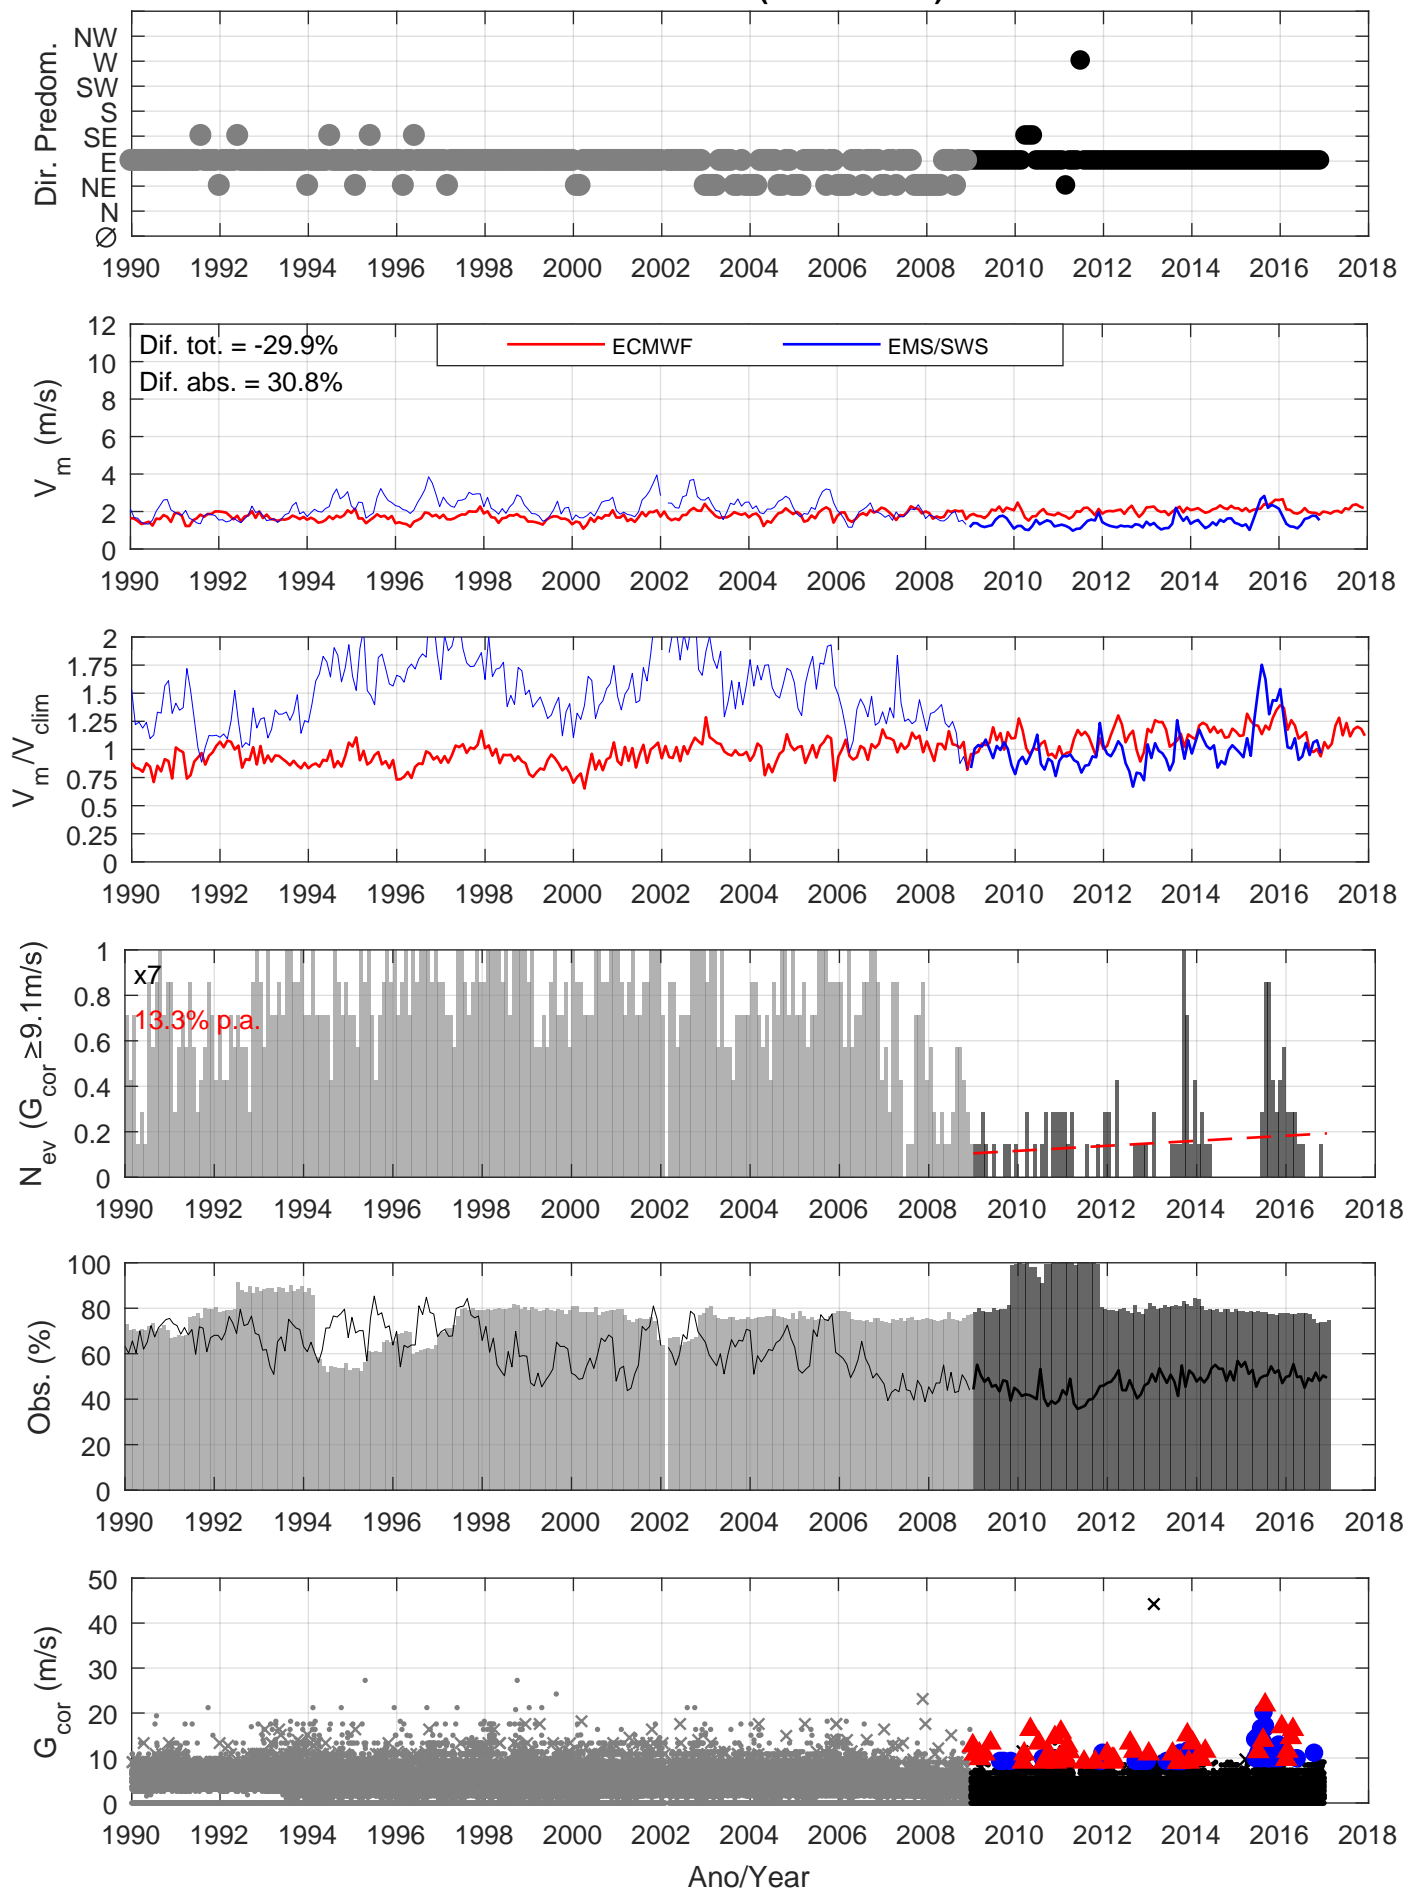 NW
W
SW
S
SE
E
NE
N
∅
Dir. Predom.
1990 1992 1994 1996 1998 2000 2002 2004 2006 2008 2010 2012 2014 2016 2018
12
10
8
6
4
2
0
V_m (m/s)
Dif. tot. = -29.9%
Dif. abs. = 30.8%
ECMWF EMS/SWS
1990 1992 1994 1996 1998 2000 2002 2004 2006 2008 2010 2012 2014 2016 2018
2
1.75
1.5
1.25
1
0.75
0.5
0.25
0
V_m/V_clim
1990 1992 1994 1996 1998 2000 2002 2004 2006 2008 2010 2012 2014 2016 2018
1
0.8
0.6
0.4
0.2
0
N_ev (G_cor ≥9.1m/s)
x7
13.3% p.a.
1990 1992 1994 1996 1998 2000 2002 2004 2006 2008 2010 2012 2014 2016 2018
100
80
60
40
20
0
Obs. (%)
1990 1992 1994 1996 1998 2000 2002 2004 2006 2008 2010 2012 2014 2016 2018
50
40
30
20
10
0
G_cor (m/s)
1990 1992 1994 1996 1998 2000 2002 2004 2006 2008 2010 2012 2014 2016 2018
Ano/Year